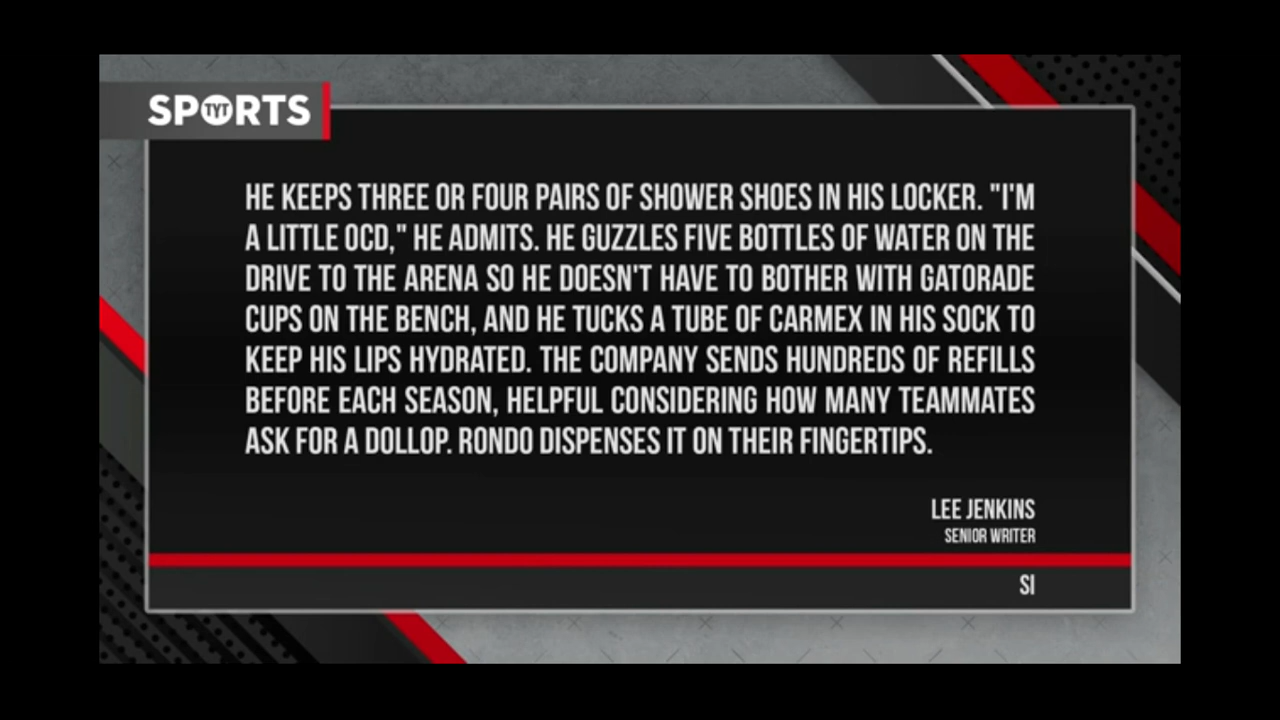 SPORTS
TYT
HE KEEPS THREE OR FOUR PAIRS OF SHOWER SHOES IN HIS LOCKER. "I'M
A LITTLE OCD," HE ADMITS. HE GUZZLES FIVE BOTTLES OF WATER ON THE
DRIVE TO THE ARENA SO HE DOESN'T HAVE TO BOTHER WITH GATORADE
CUPS ON THE BENCH, AND HE TUCKS A TUBE OF CARMEX IN HIS SOCK TO
KEEP HIS LIPS HYDRATED. THE COMPANY SENDS HUNDREDS OF REFILLS
BEFORE EACH SEASON, HELPFUL CONSIDERING HOW MANY TEAMMATES
ASK FOR A DOLLOP. RONDO DISPENSES IT ON THEIR FINGERTIPS.
LEE JENKINS
SENIOR WRITER
SI